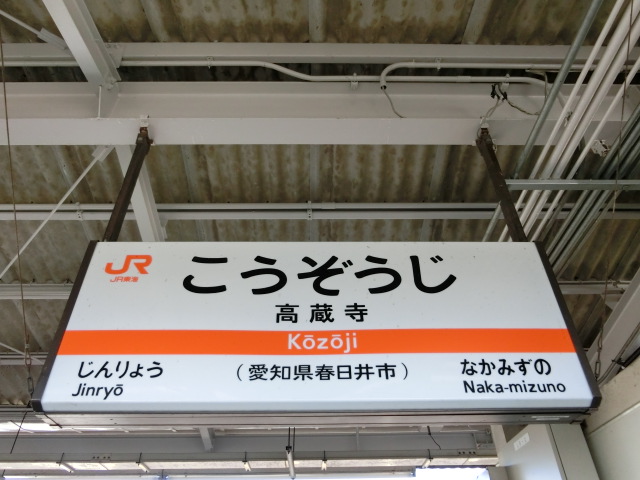 JR
JR東海
こうぞうじ
高蔵寺
Kōzōji
じんりょう
Jinryō
（愛知県春日井市）
なかみずの
Naka-mizuno